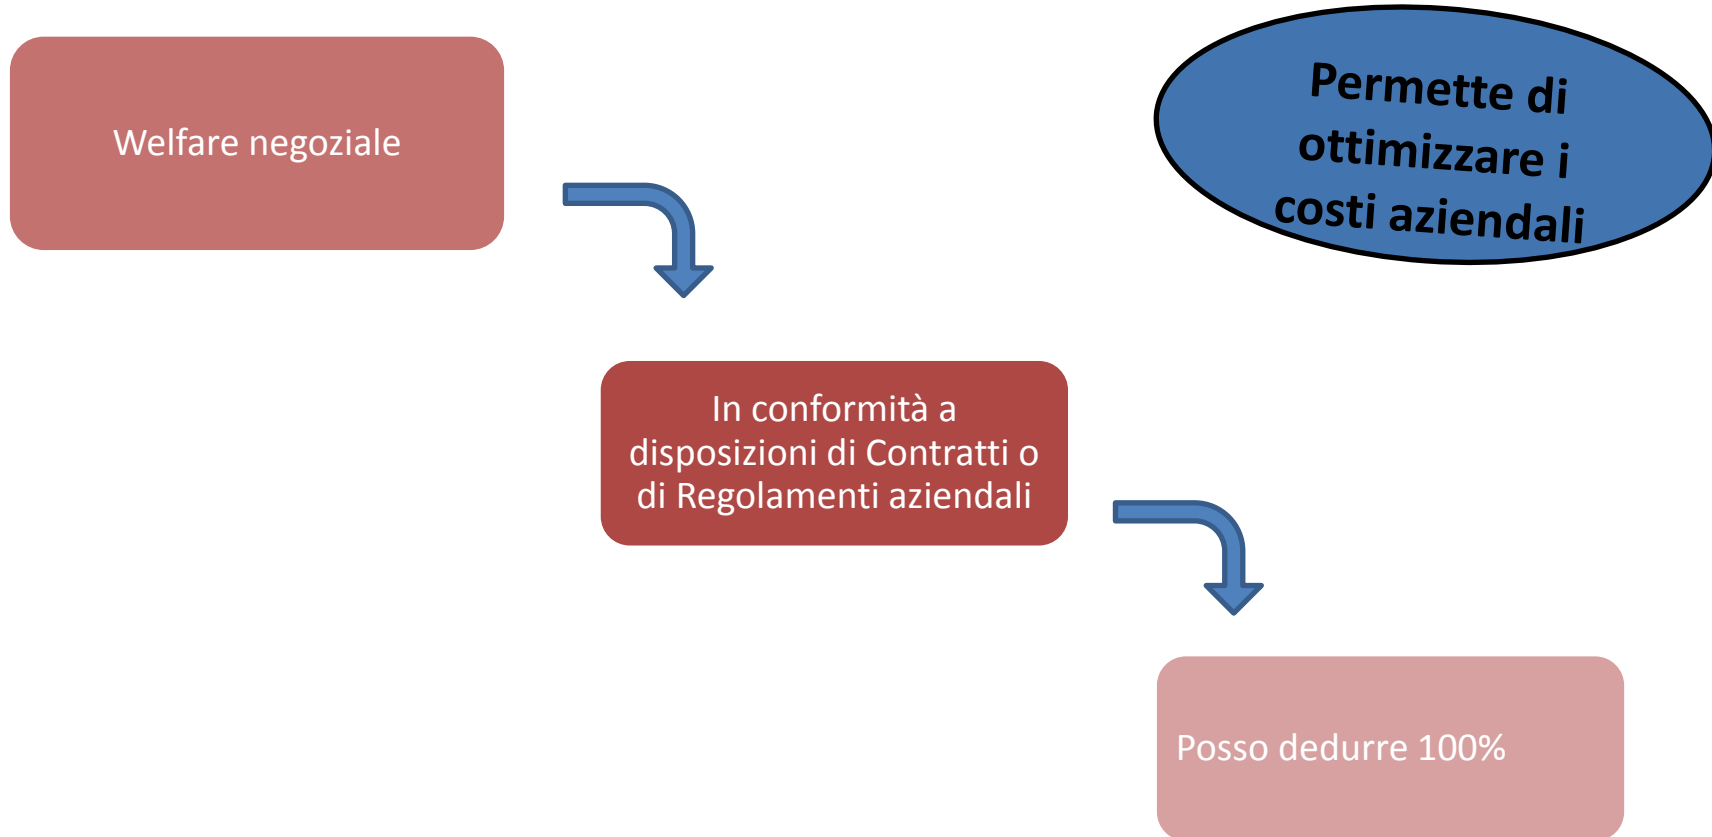 Welfare negoziale
Permette di
ottimizzare i
costi aziendali
In conformità a
disposizioni di Contratti o
di Regolamenti aziendali
Posso dedurre 100%